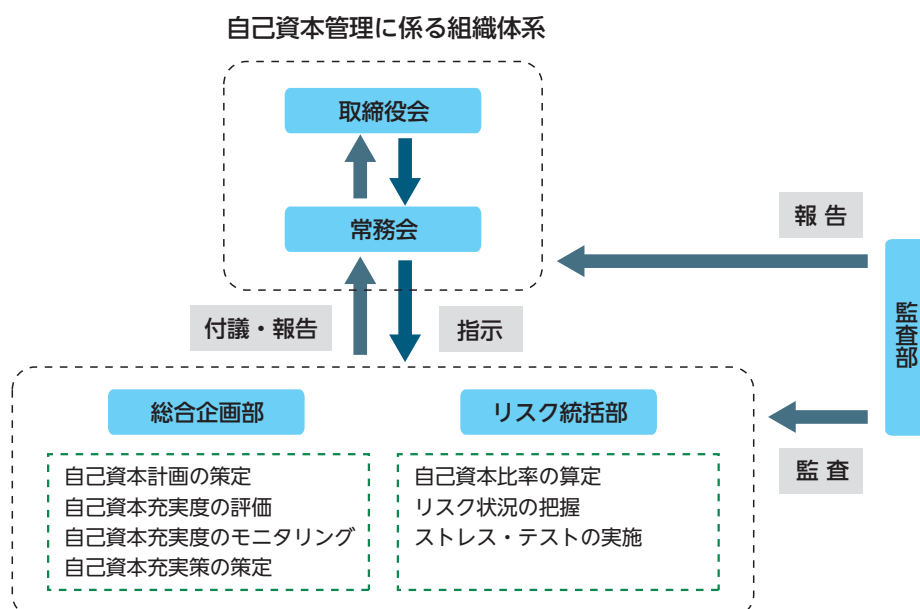 自己資本管理に係る組織体系
取締役会
常務会
報 告
付議・報告
指示
監査部
総合企画部
リスク統括部
監 査
自己資本計画の策定
自己資本充実度の評価
自己資本充実度のモニタリング
自己資本充実策の策定
自己資本比率の算定
リスク状況の把握
ストレス・テストの実施